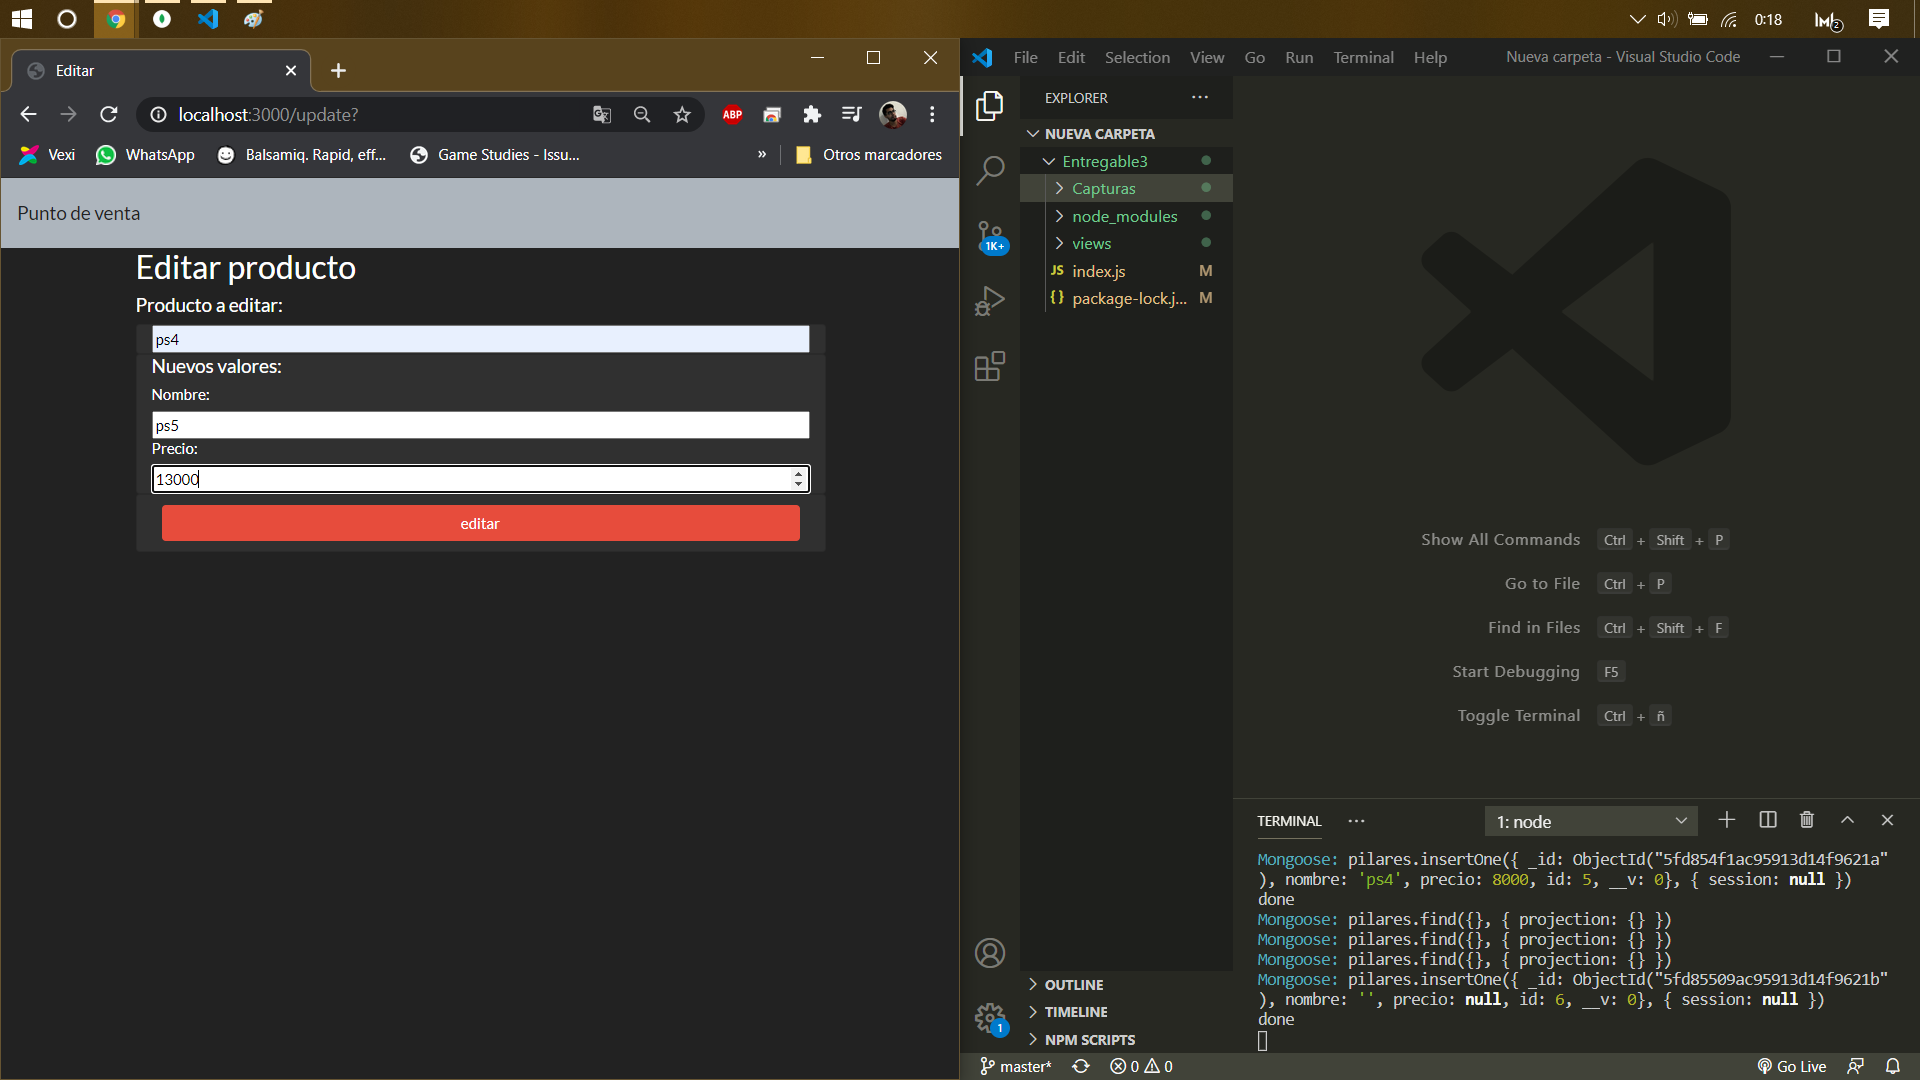 0:18
2
Editar
localhost:3000/update?
ABP
Vexi
WhatsApp
Balsamiq. Rapid, eff...
Game Studies - Issu...
»
Otros marcadores
Punto de venta
Editar producto
Producto a editar:
ps4
Nuevos valores:
Nombre:
ps5
Precio:
13000
editar
File Edit Selection View Go Run Terminal Help
Nueva carpeta - Visual Studio Code
EXPLORER ...
NUEVA CARPETA
Entregable3
Capturas
node_modules
views
JS index.js M
{} package-lock.j... M
1K+
1
OUTLINE
TIMELINE
NPM SCRIPTS
Show All Commands Ctrl + Shift + P
Go to File Ctrl + P
Find in Files Ctrl + Shift + F
Start Debugging F5
Toggle Terminal Ctrl + ñ
TERMINAL ...
1: node
Mongoose: pilares.insertOne({ _id: ObjectId("5fd854f1ac95913d14f9621a"
), nombre: 'ps4', precio: 8000, id: 5, __v: 0}, { session: null })
done
Mongoose: pilares.find({}, { projection: {} })
Mongoose: pilares.find({}, { projection: {} })
Mongoose: pilares.find({}, { projection: {} })
Mongoose: pilares.insertOne({ _id: ObjectId("5fd85509ac95913d14f9621b"
), nombre: '', precio: null, id: 6, __v: 0}, { session: null })
done
master* 0 0
Go Live